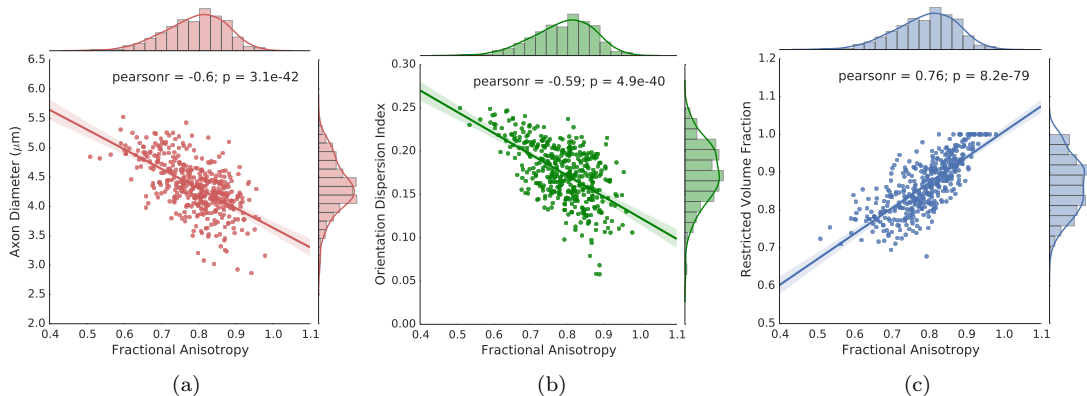 pearsonr = -0.6; p = 3.1e-42
Axon Diameter (μm)
6.5
6.0
5.5
5.0
4.5
4.0
3.5
3.0
2.5
2.0
0.4 0.5 0.6 0.7 0.8 0.9 1.0 1.1
Fractional Anisotropy
(a)
pearsonr = -0.59; p = 4.9e-40
Orientation Dispersion Index
0.30
0.25
0.20
0.15
0.10
0.05
0.00
0.4 0.5 0.6 0.7 0.8 0.9 1.0 1.1
Fractional Anisotropy
(b)
pearsonr = 0.76; p = 8.2e-79
Restricted Volume Fraction
1.2
1.1
1.0
0.9
0.8
0.7
0.6
0.5
0.4 0.5 0.6 0.7 0.8 0.9 1.0 1.1
Fractional Anisotropy
(c)